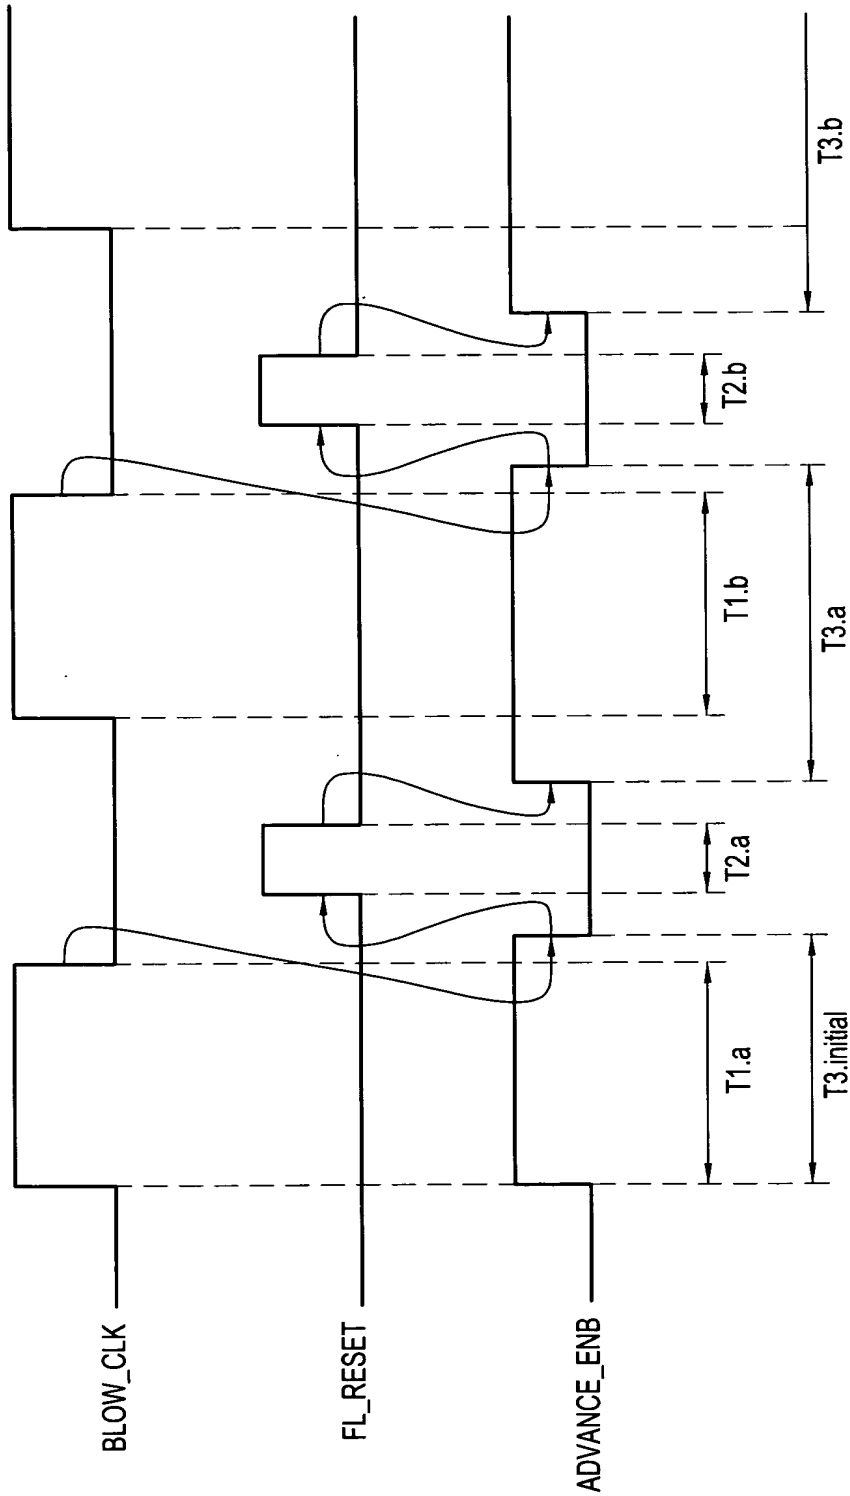 BLOW_CLK
FL_RESET
ADVANCE_ENB
T1.a
T2.a
T1.b
T2.b
T3.initial
T3.a
T3.b